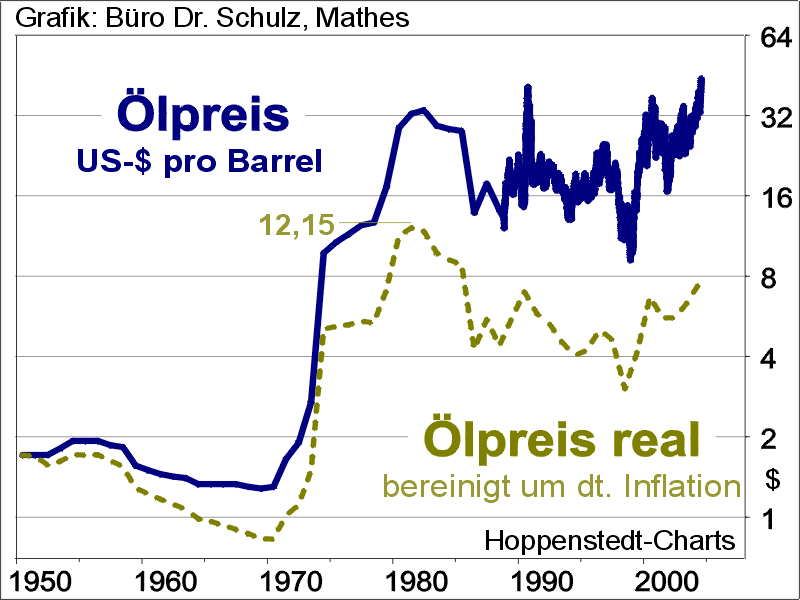 Grafik: Büro Dr. Schulz, Mathes
64
Ölpreis
32
US-$ pro Barrel
16
12,15
8
4
Ölpreis real
2
$
bereinigt um dt. Inflation
1
Hoppenstedt-Charts
1950 1960 1970 1980 1990 2000